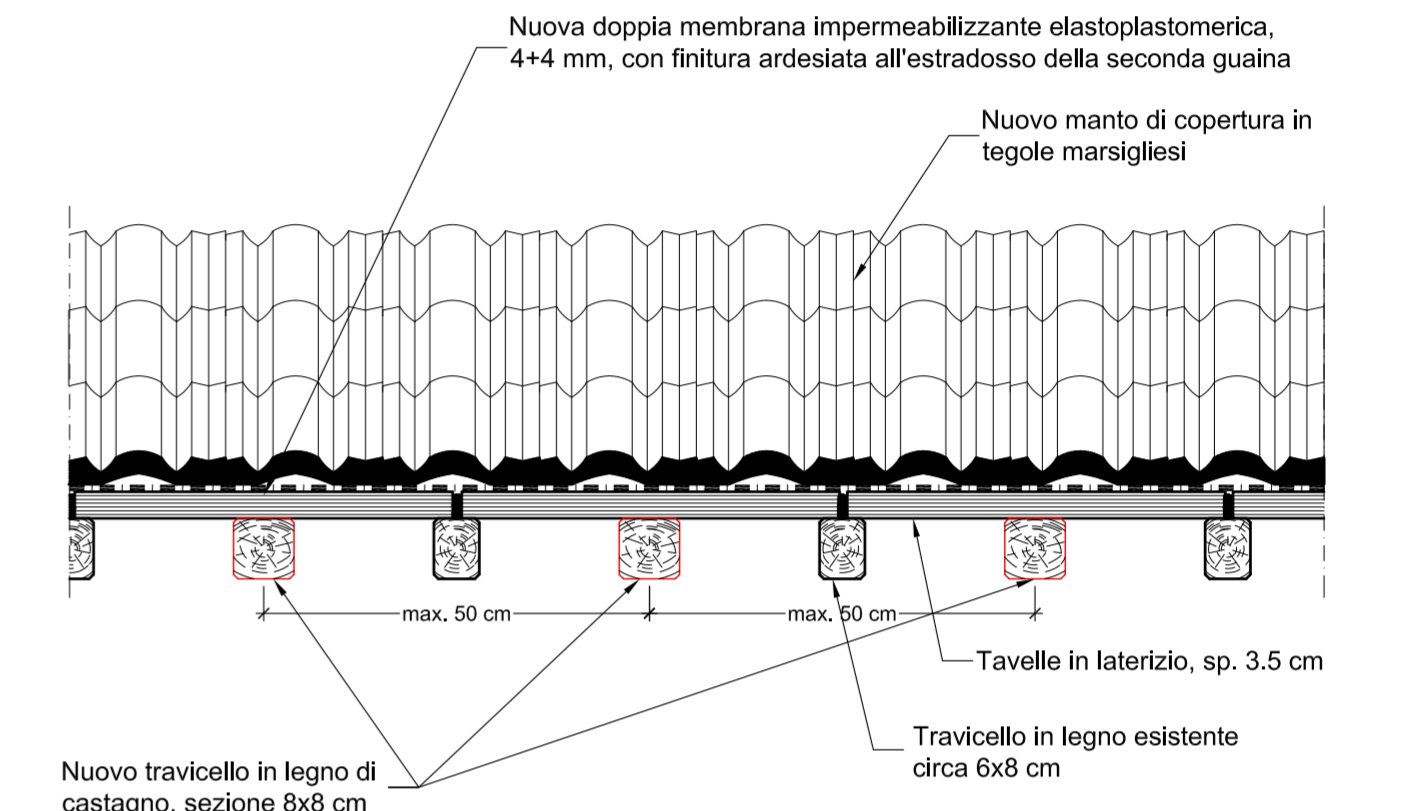 Nuova doppia membrana impermeabilizzante elastoplastomerica,
4+4 mm, con finitura ardesiata all'estradosso della seconda guaina
Nuovo manto di copertura in
tegole marsigliesi
max. 50 cm
max. 50 cm
Tavelle in laterizio, sp. 3.5 cm
Travicello in legno esistente
circa 6x8 cm
Nuovo travicello in legno di
castagno, sezione 8x8 cm